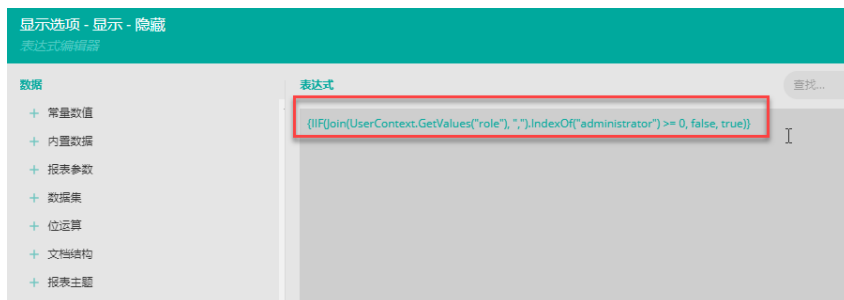 显示选项 - 显示 - 隐藏
表达式编辑器
数据
表达式
查找...
+ 常量数值
{IIF(Join(UserContext.GetValues("role"), ",").IndexOf("administrator") >= 0, false, true)}
+ 内置数据
+ 报表参数
+ 数据集
+ 位运算
+ 文档结构
+ 报表主题